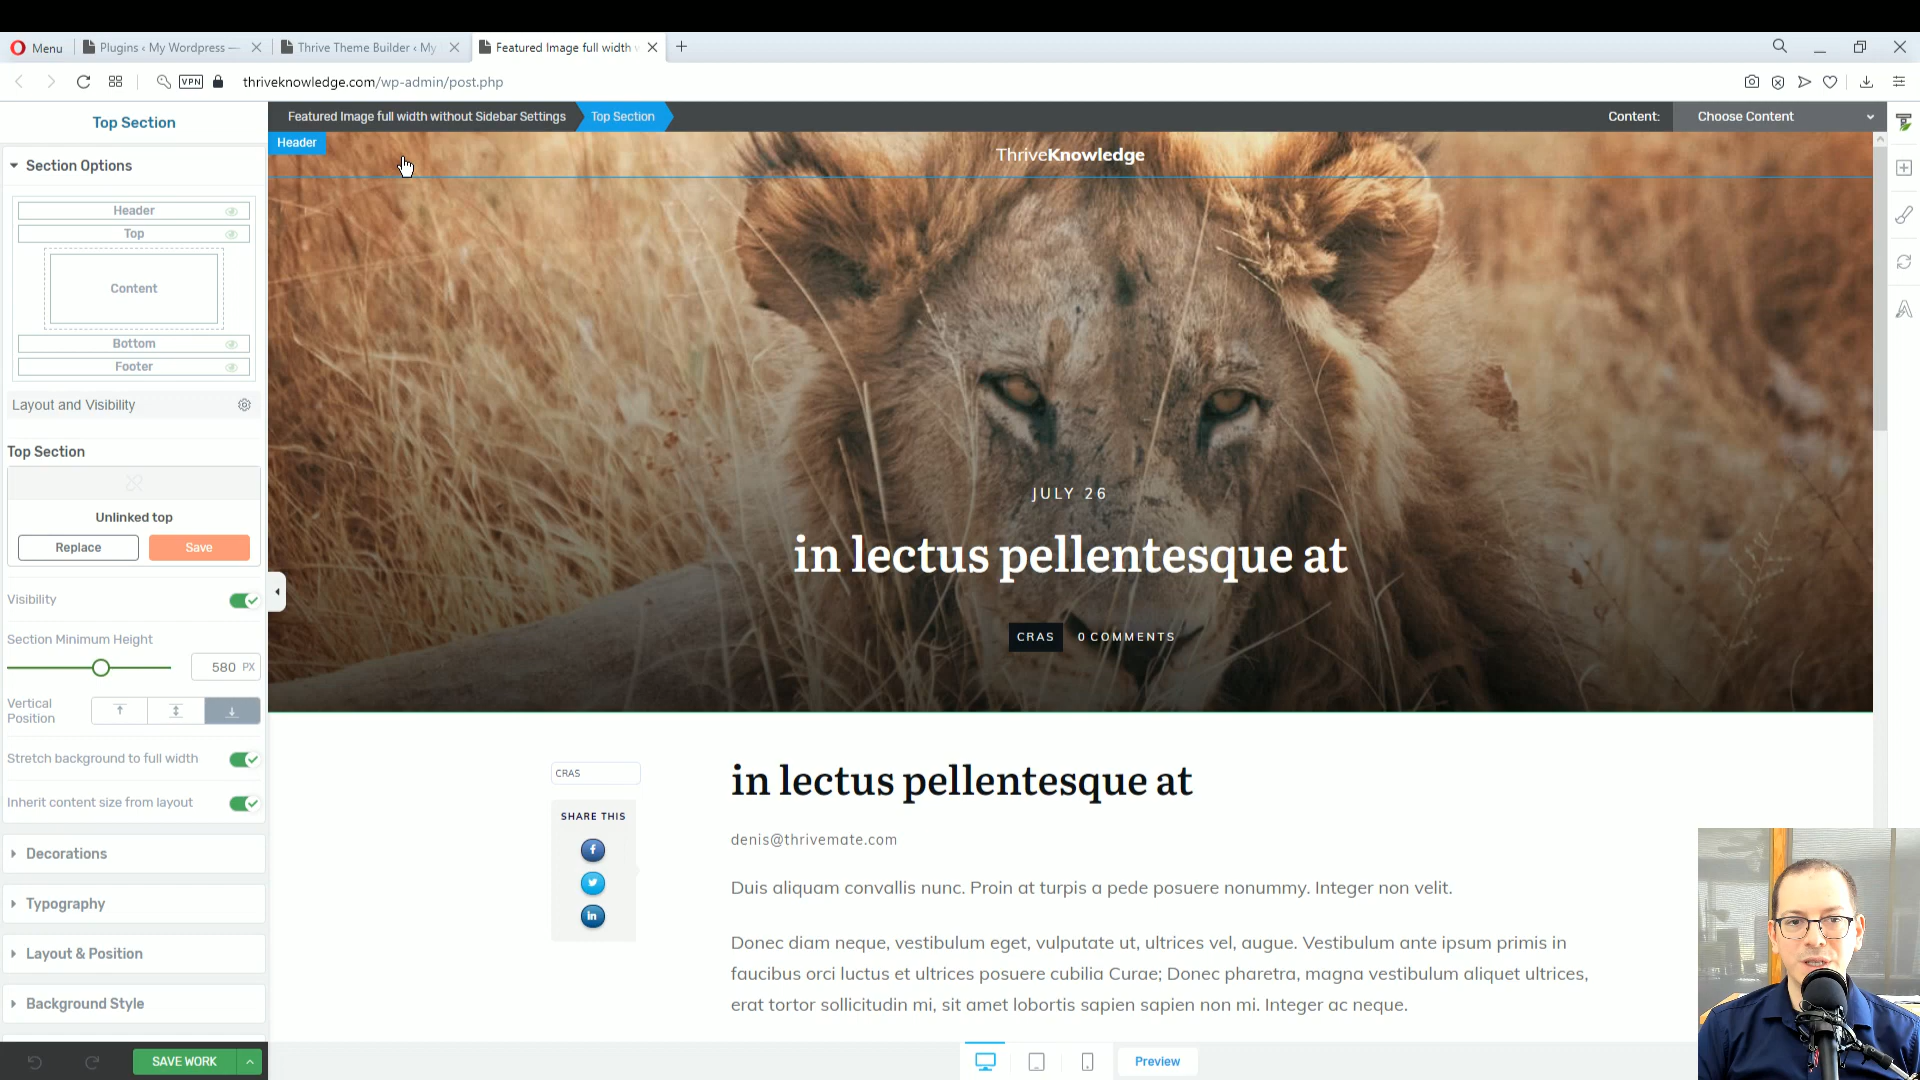 Menu
Plugins ‹ My Wordpress —
Thrive Theme Builder ‹ My
Featured Image full width
VPN
thriveknowledge.com/wp-admin/post.php
Top Section
Featured Image full width without Sidebar Settings
Top Section
Content:
Choose Content
Header
ThriveKnowledge
Section Options
Header
Top
Content
Bottom
Footer
Layout and Visibility
Top Section
Unlinked top
Replace
Save
Visibility
Section Minimum Height
580 PX
Vertical
Position
Stretch background to full width
Inherit content size from layout
Decorations
Typography
Layout & Position
Background Style
SAVE WORK
JULY 26
in lectus pellentesque at
CRAS
0 COMMENTS
CRAS
SHARE THIS
f
in
in lectus pellentesque at
denis@thrivemate.com
Duis aliquam convallis nunc. Proin at turpis a pede posuere nonummy. Integer non velit.
Donec diam neque, vestibulum eget, vulputate ut, ultrices vel, augue. Vestibulum ante ipsum primis in
faucibus orci luctus et ultrices posuere cubilia Curae; Donec pharetra, magna vestibulum aliquet ultrices,
erat tortor sollicitudin mi, sit amet lobortis sapien sapien non mi. Integer ac neque.
Preview